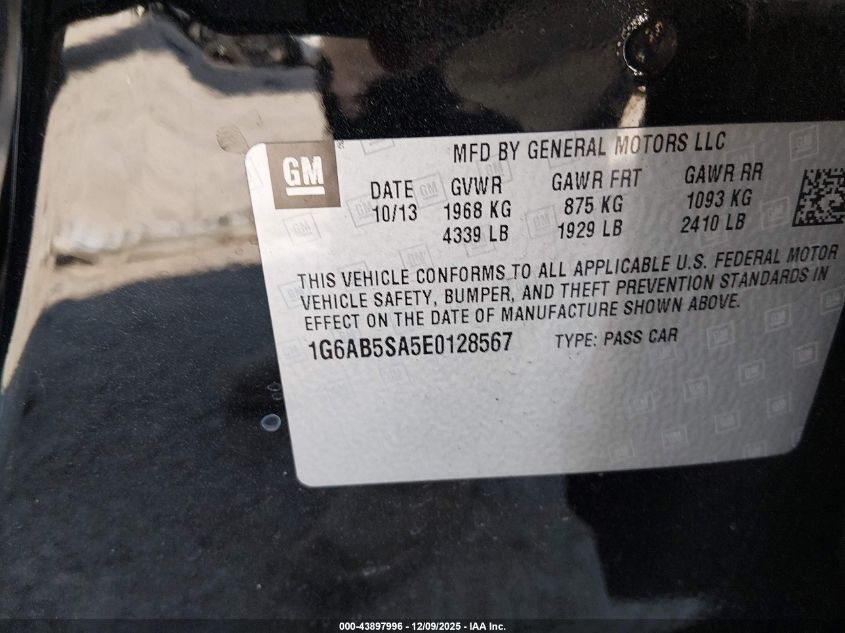 GM
MFD BY GENERAL MOTORS LLC
DATE GVWR GAWR FRT GAWR RR
10/13 1968 KG 875 KG 1093 KG
4339 LB 1929 LB 2410 LB
THIS VEHICLE CONFORMS TO ALL APPLICABLE U.S. FEDERAL MOTOR
VEHICLE SAFETY, BUMPER, AND THEFT PREVENTION STANDARDS IN
EFFECT ON THE DATE OF MANUFACTURE SHOWN ABOVE.
1G6AB5SA5E0128567 TYPE: PASS CAR
000-43897996 - 12/09/2025 - IAA Inc.